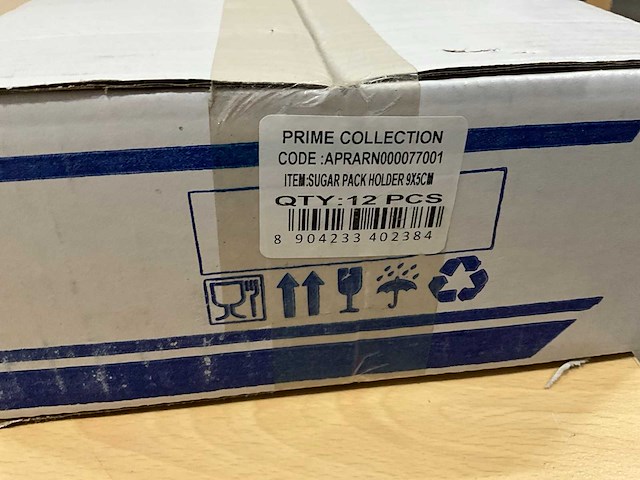 PRIME COLLECTION
CODE :APRARN000077001
ITEM:SUGAR PACK HOLDER 9X5CM
QTY:12 PCS
8 904233 402384